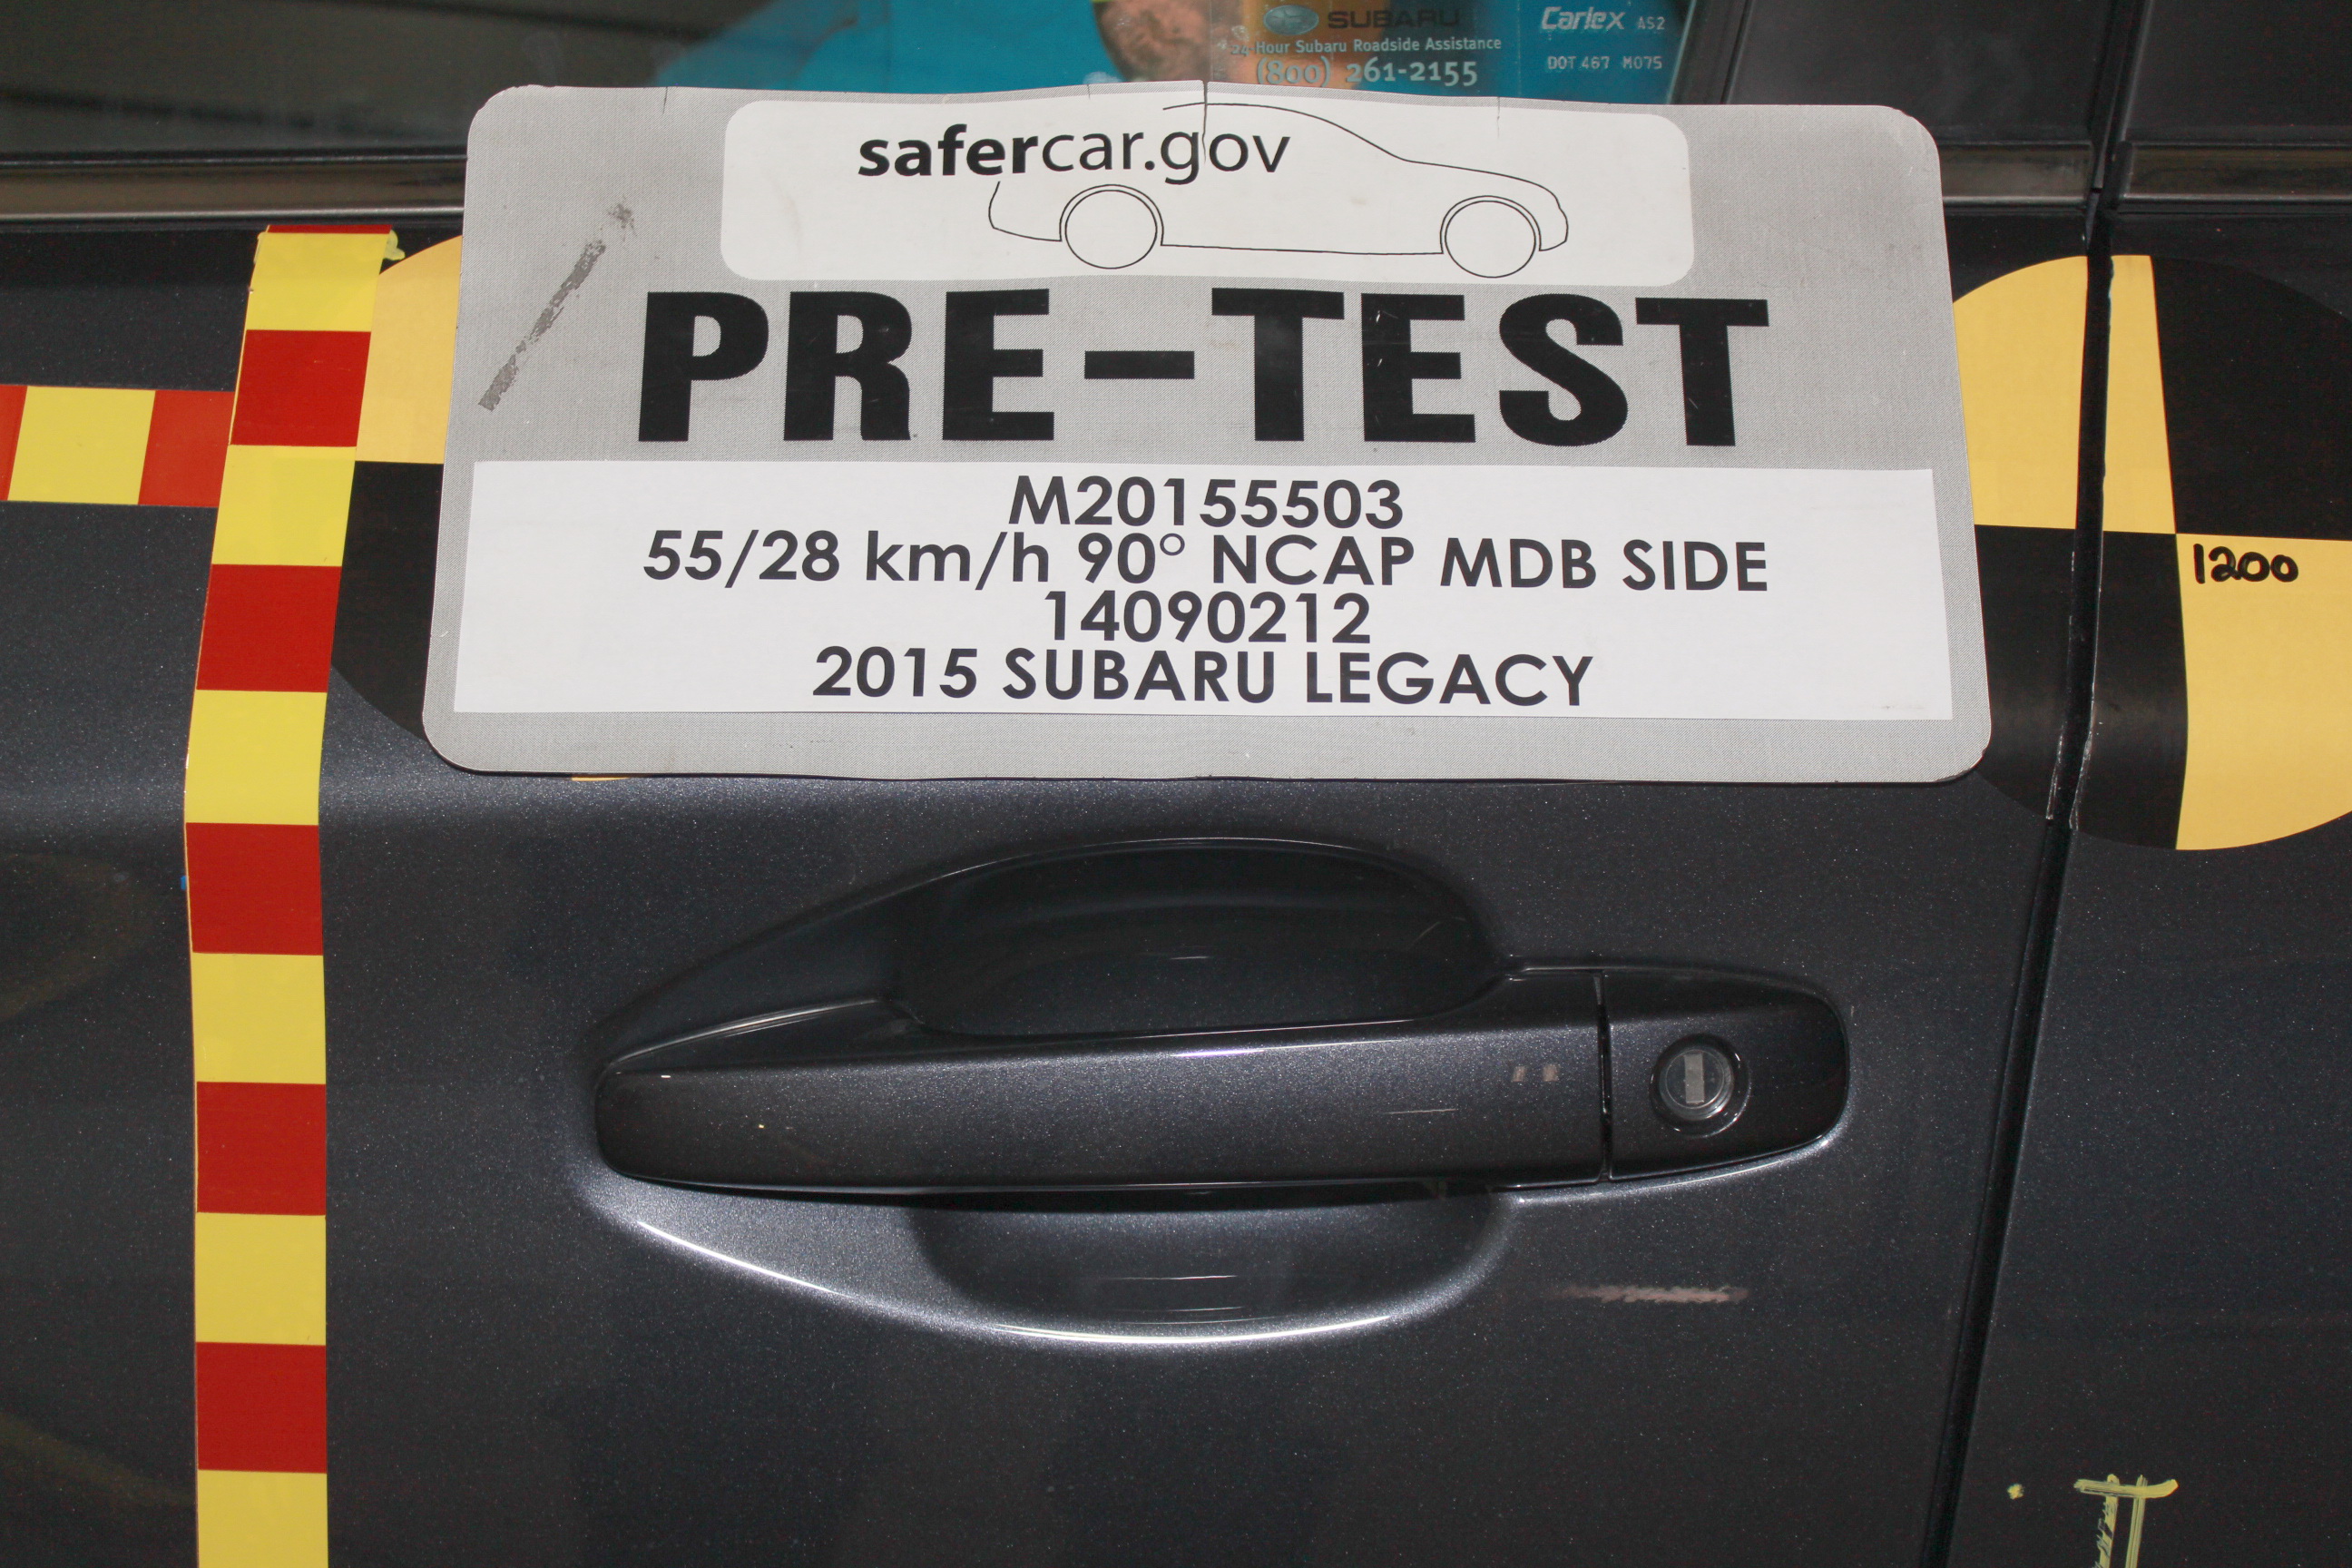 SUBARU
24-Hour Subaru Roadside Assistance
(800) 261-2155
Carlex AS2
DOT 467 M075
safercar.gov
PRE-TEST
M20155503
55/28 km/h 90° NCAP MDB SIDE
14090212
2015 SUBARU LEGACY
1200